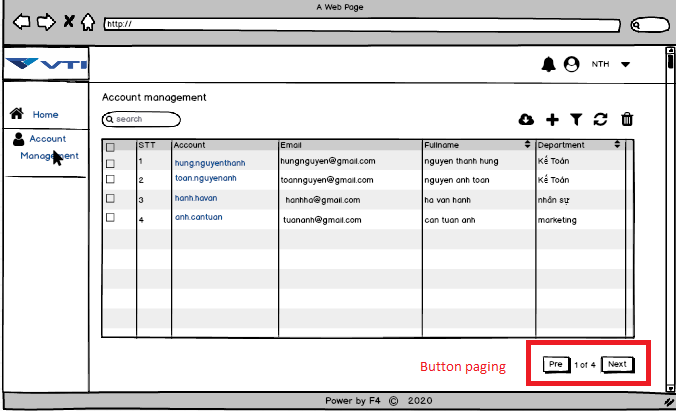 A Web Page
http://
VTI
NTH
Home
Account
Management
Account management
search
STT Account Email Fullname Department
1 hung.nguyenthanh hungnguyen@gmail.com nguyen thanh hung Kế Toán
2 toan.nguyenanh toannguyen@gmail.com nguyen anh toan Kế Toán
3 hanh.havan hanhha@gmail.com ha van hanh nhân sự
4 anh.cantuan tuananh@gmail.com can tuan anh marketing
Button paging
Pre 1 of 4 Next
Power by F4 © 2020